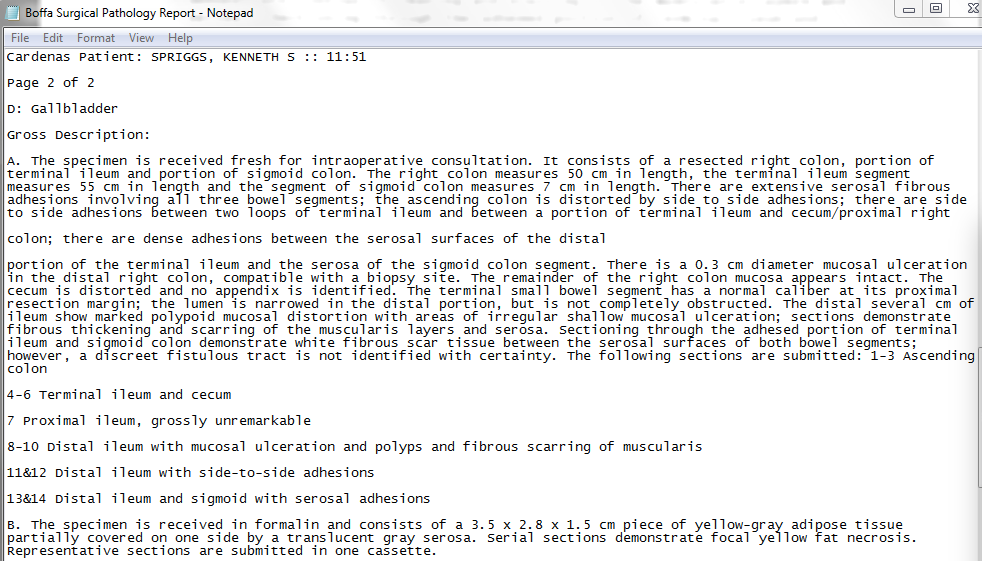 Boffa Surgical Pathology Report - Notepad
File Edit Format View Help
Cardenas Patient: SPRIGGS, KENNETH S :: 11:51
Page 2 of 2
D: Gallbladder
Gross Description:
A. The specimen is received fresh for intraoperative consultation. It consists of a resected right colon, portion of
terminal ileum and portion of sigmoid colon. The right colon measures 50 cm in length, the terminal ileum segment
measures 55 cm in length and the segment of sigmoid colon measures 7 cm in length. There are extensive serosal fibrous
adhesions involving all three bowel segments; the ascending colon is distorted by side to side adhesions; there are side
to side adhesions between two loops of terminal ileum and between a portion of terminal ileum and cecum/proximal right
colon; there are dense adhesions between the serosal surfaces of the distal
portion of the terminal ileum and the serosa of the sigmoid colon segment. There is a 0.3 cm diameter mucosal ulceration
in the distal right colon, compatible with a biopsy site. The remainder of the right colon mucosa appears intact. The
cecum is distorted and no appendix is identified. The terminal small bowel segment has a normal caliber at its proximal
resection margin; the lumen is narrowed in the distal portion, but is not completely obstructed. The distal several cm of
ileum show marked polypoid mucosal distortion with areas of irregular shallow mucosal ulceration; sections demonstrate
fibrous thickening and scarring of the muscularis layers and serosa. Sectioning through the adhesed portion of terminal
ileum and sigmoid colon demonstrate white fibrous scar tissue between the serosal surfaces of both bowel segments;
however, a discreet fistulous tract is not identified with certainty. The following sections are submitted: 1-3 Ascending
colon
4-6 Terminal ileum and cecum
7 Proximal ileum, grossly unremarkable
8-10 Distal ileum with mucosal ulceration and polyps and fibrous scarring of muscularis
11&12 Distal ileum with side-to-side adhesions
13&14 Distal ileum and sigmoid with serosal adhesions
B. The specimen is received in formalin and consists of a 3.5 x 2.8 x 1.5 cm piece of yellow-gray adipose tissue
partially covered on one side by a translucent gray serosa. Serial sections demonstrate focal yellow fat necrosis.
Representative sections are submitted in one cassette.